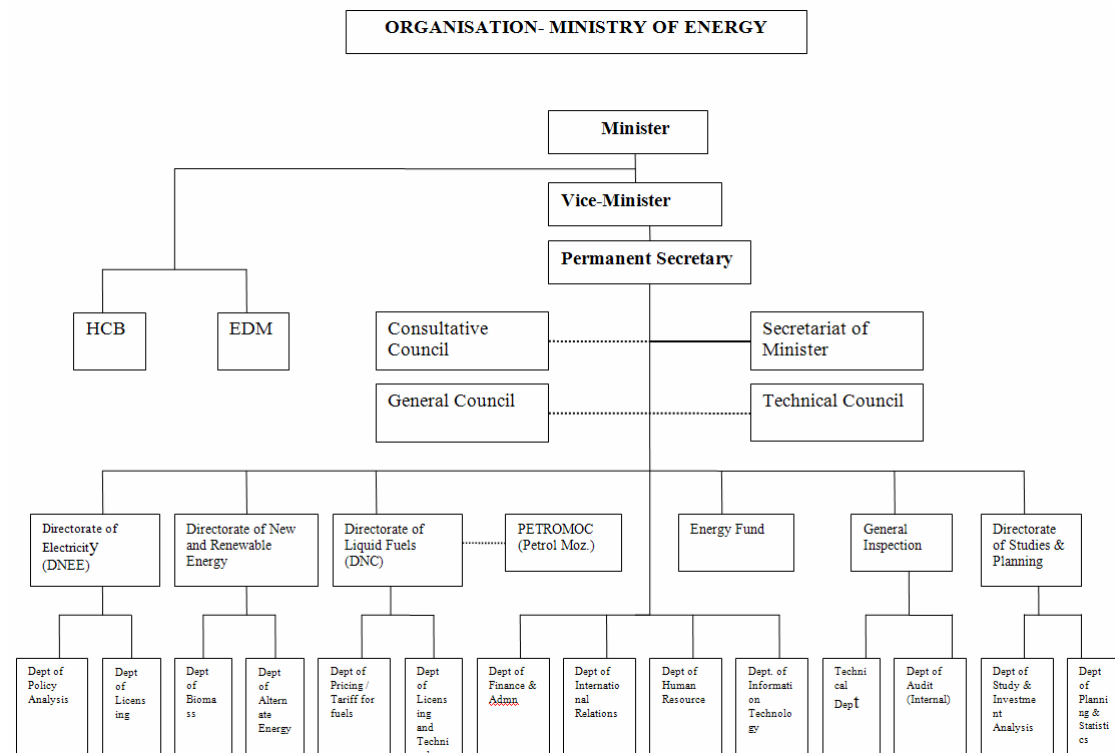 ORGANISATION- MINISTRY OF ENERGY
Minister
Vice-Minister
Permanent Secretary
HCB
EDM
Consultative
Council
Secretariat of
Minister
General Council
Technical Council
Directorate of
Electricity
(DNEE)
Directorate of New
and Renewable
Energy
Directorate of
Liquid Fuels
(DNC)
PETROMOC
(Petrol Moz.)
Energy Fund
General
Inspection
Directorate
of Studies &
Planning
Dept of
Policy
Analysis
Dept
of
Licens
ing
Dept
of
Bioma
ss
Dept
of
Altern
ate
Energy
Dept of
Pricing /
Tariff for
fuels
Dept
of
Licens
ing
and
Techni
Dept of
Finance &
Admn
Dept of
Internatio
nal
Relations
Dept of
Human
Resource
Dept. of
Informati
on
Technolo
gy
Techni
cal
Dept
Dept of
Audit
(Internal)
Dept of
Study &
Investme
nt
Analysis
Dept
of
Planni
ng &
Statisti
cs